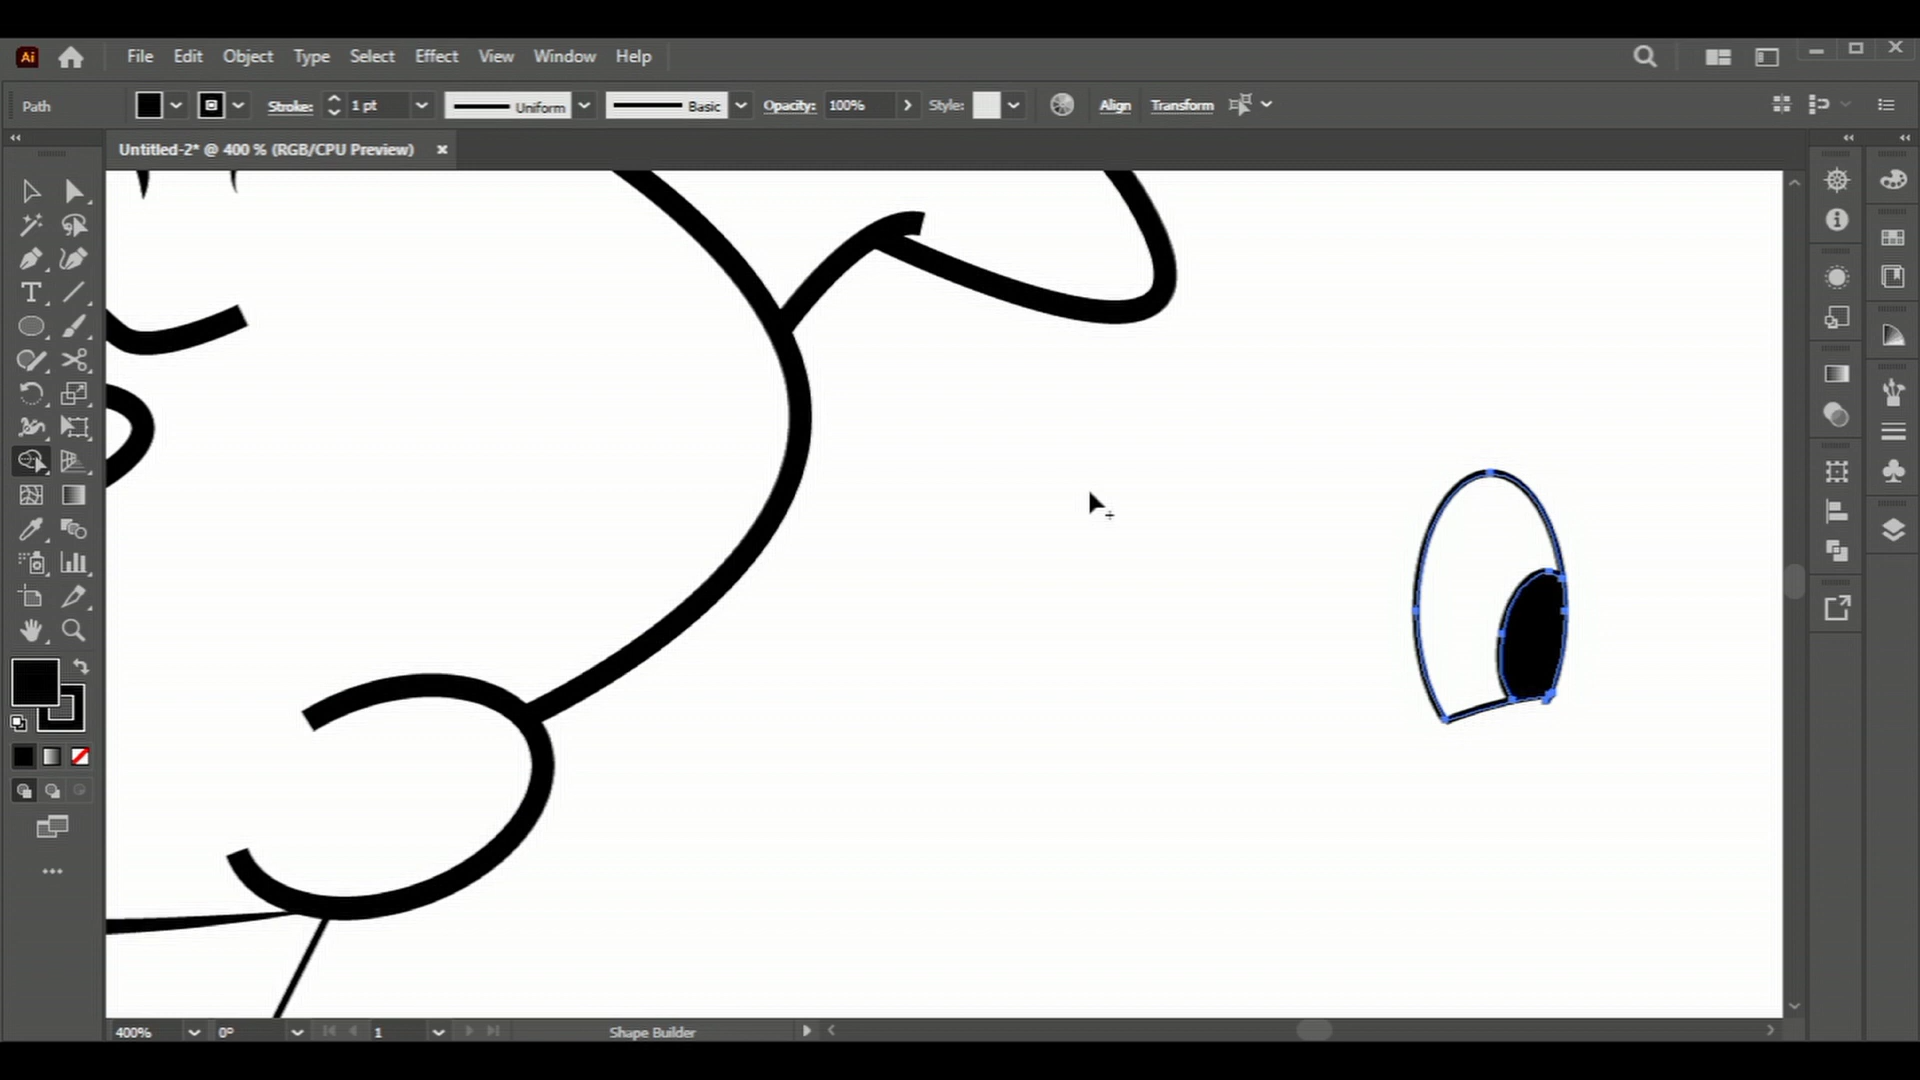 Ai File Edit Object Type Select Effect View Window Help
Path Stroke: 1 pt Uniform Basic Opacity: 100% Style: Align Transform
Untitled-2* @ 400 % (RGB/CPU Preview)
400% 0° 1 Shape Builder